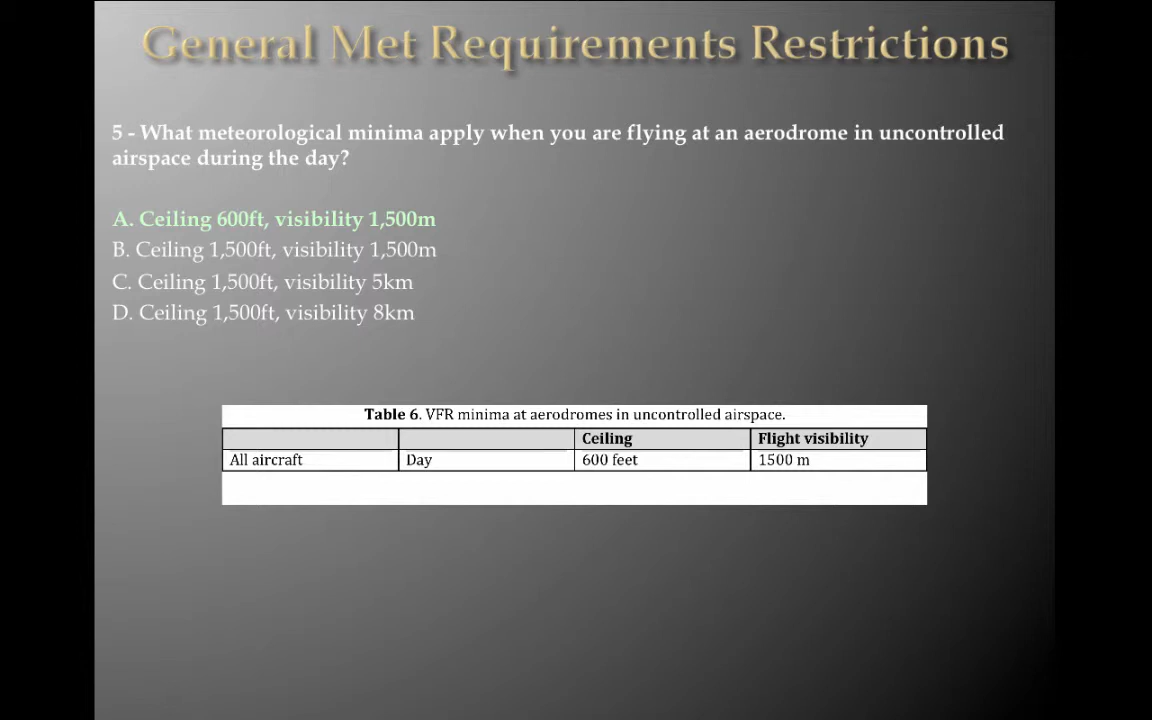 General Met Requirements Restrictions
5 - What meteorological minima apply when you are flying at an aerodrome in uncontrolled
airspace during the day?
A. Ceiling 600ft, visibility 1,500m
B. Ceiling 1,500ft, visibility 1,500m
C. Ceiling 1,500ft, visibility 5km
D. Ceiling 1,500ft, visibility 8km
Table 6. VFR minima at aerodromes in uncontrolled airspace.
Ceiling Flight visibility
All aircraft Day 600 feet 1500 m